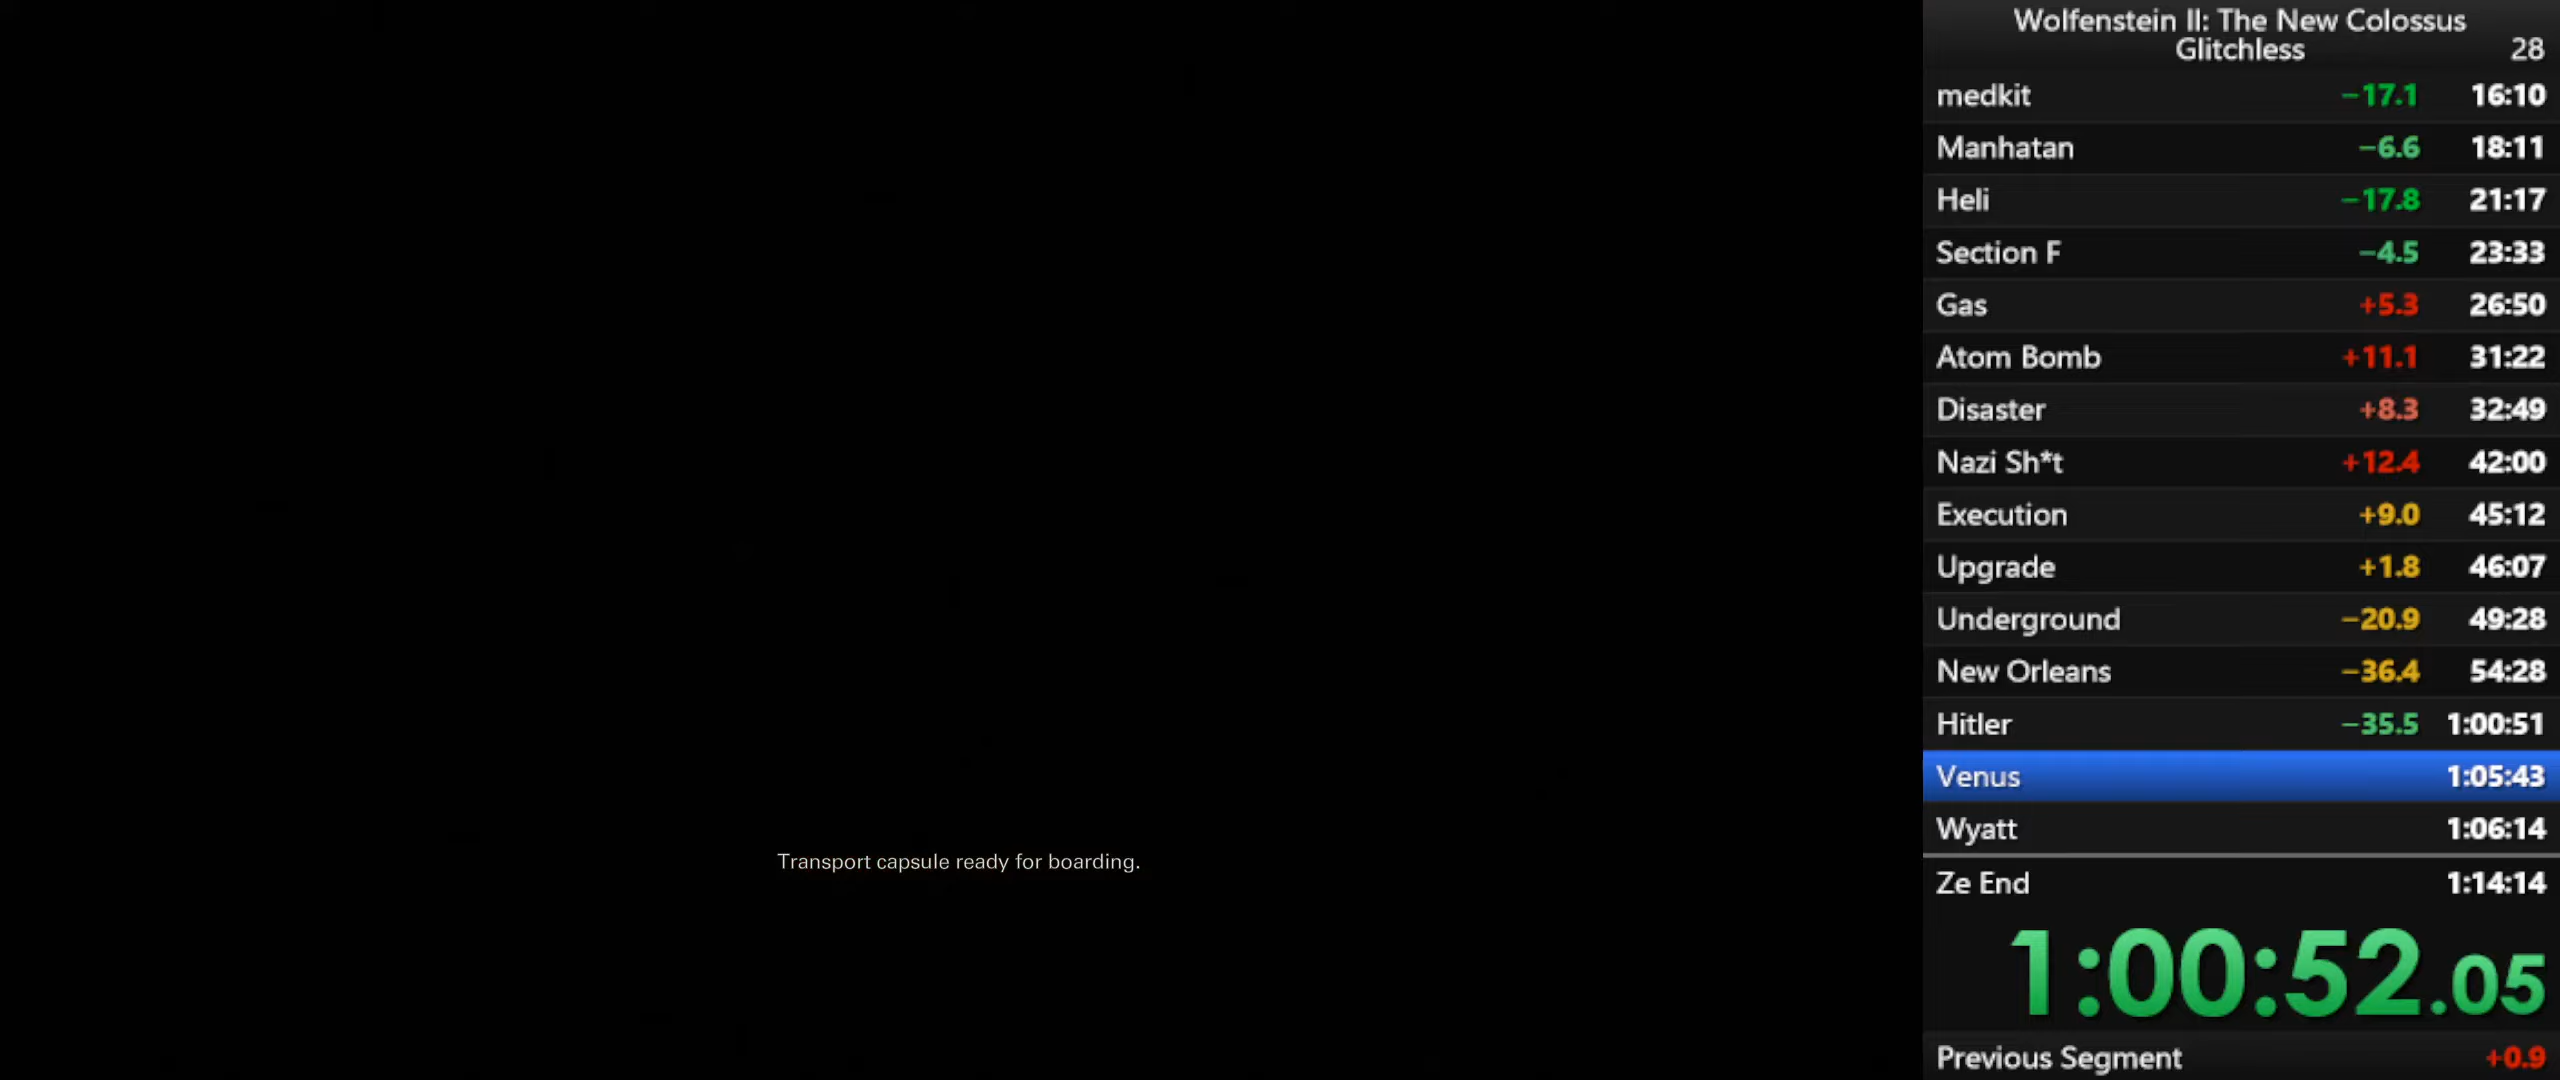 Transport capsule ready for boarding.
Wolfenstein II: The New Colossus
Glitchless 28
medkit −17.1 16:10
Manhatan −6.6 18:11
Heli −17.8 21:17
Section F −4.5 23:33
Gas +5.3 26:50
Atom Bomb +11.1 31:22
Disaster +8.3 32:49
Nazi Sh*t +12.4 42:00
Execution +9.0 45:12
Upgrade +1.8 46:07
Underground −20.9 49:28
New Orleans −36.4 54:28
Hitler −35.5 1:00:51
Venus 1:05:43
Wyatt 1:06:14
Ze End 1:14:14
1:00:52.05
Previous Segment +0.9